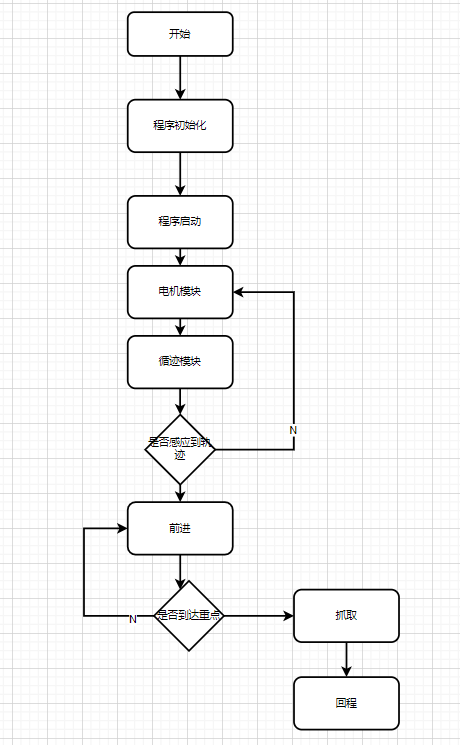 开始
程序初始化
程序启动
电机模块
循迹模块
是否感应到轨
迹
N
前进
是否到达重点
N
抓取
回程